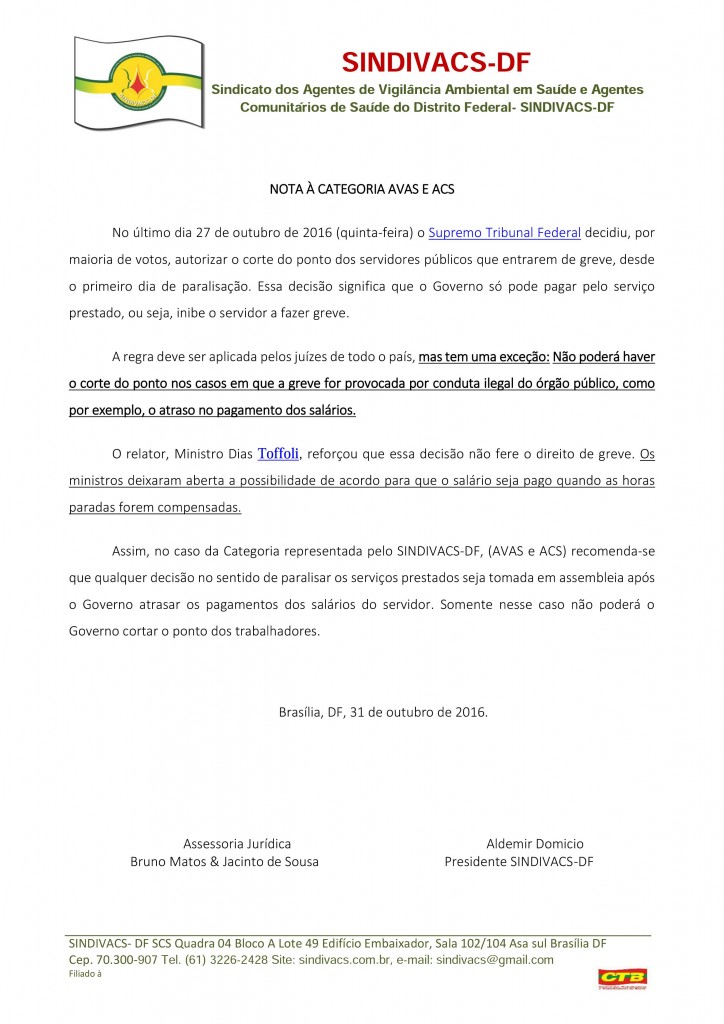 SINDIVACS-DF
Sindicato dos Agentes de Vigilância Ambiental em Saúde e Agentes
Comunitários de Saúde do Distrito Federal- SINDIVACS-DF
NOTA À CATEGORIA AVAS E ACS
No último dia 27 de outubro de 2016 (quinta-feira) o Supremo Tribunal Federal decidiu, por
maioria de votos, autorizar o corte do ponto dos servidores públicos que entrarem de greve, desde
o primeiro dia de paralisação. Essa decisão significa que o Governo só pode pagar pelo serviço
prestado, ou seja, inibe o servidor a fazer greve.
A regra deve ser aplicada pelos juízes de todo o país, mas tem uma exceção: Não poderá haver
o corte do ponto nos casos em que a greve for provocada por conduta ilegal do órgão público, como
por exemplo, o atraso no pagamento dos salários.
O relator, Ministro Dias Toffoli, reforçou que essa decisão não fere o direito de greve. Os
ministros deixaram aberta a possibilidade de acordo para que o salário seja pago quando as horas
paradas forem compensadas.
Assim, no caso da Categoria representada pelo SINDIVACS-DF, (AVAS e ACS) recomenda-se
que qualquer decisão no sentido de paralisar os serviços prestados seja tomada em assembleia após
o Governo atrasar os pagamentos dos salários do servidor. Somente nesse caso não poderá o
Governo cortar o ponto dos trabalhadores.
Brasília, DF, 31 de outubro de 2016.
Assessoria Jurídica
Bruno Matos & Jacinto de Sousa
Aldemir Domicio
Presidente SINDIVACS-DF
SINDIVACS- DF SCS Quadra 04 Bloco A Lote 49 Edifício Embaixador, Sala 102/104 Asa sul Brasília DF
Cep. 70.300-907 Tel. (61) 3226-2428 Site: sindivacs.com.br, e-mail: sindivacs@gmail.com
Filiado à
CTB